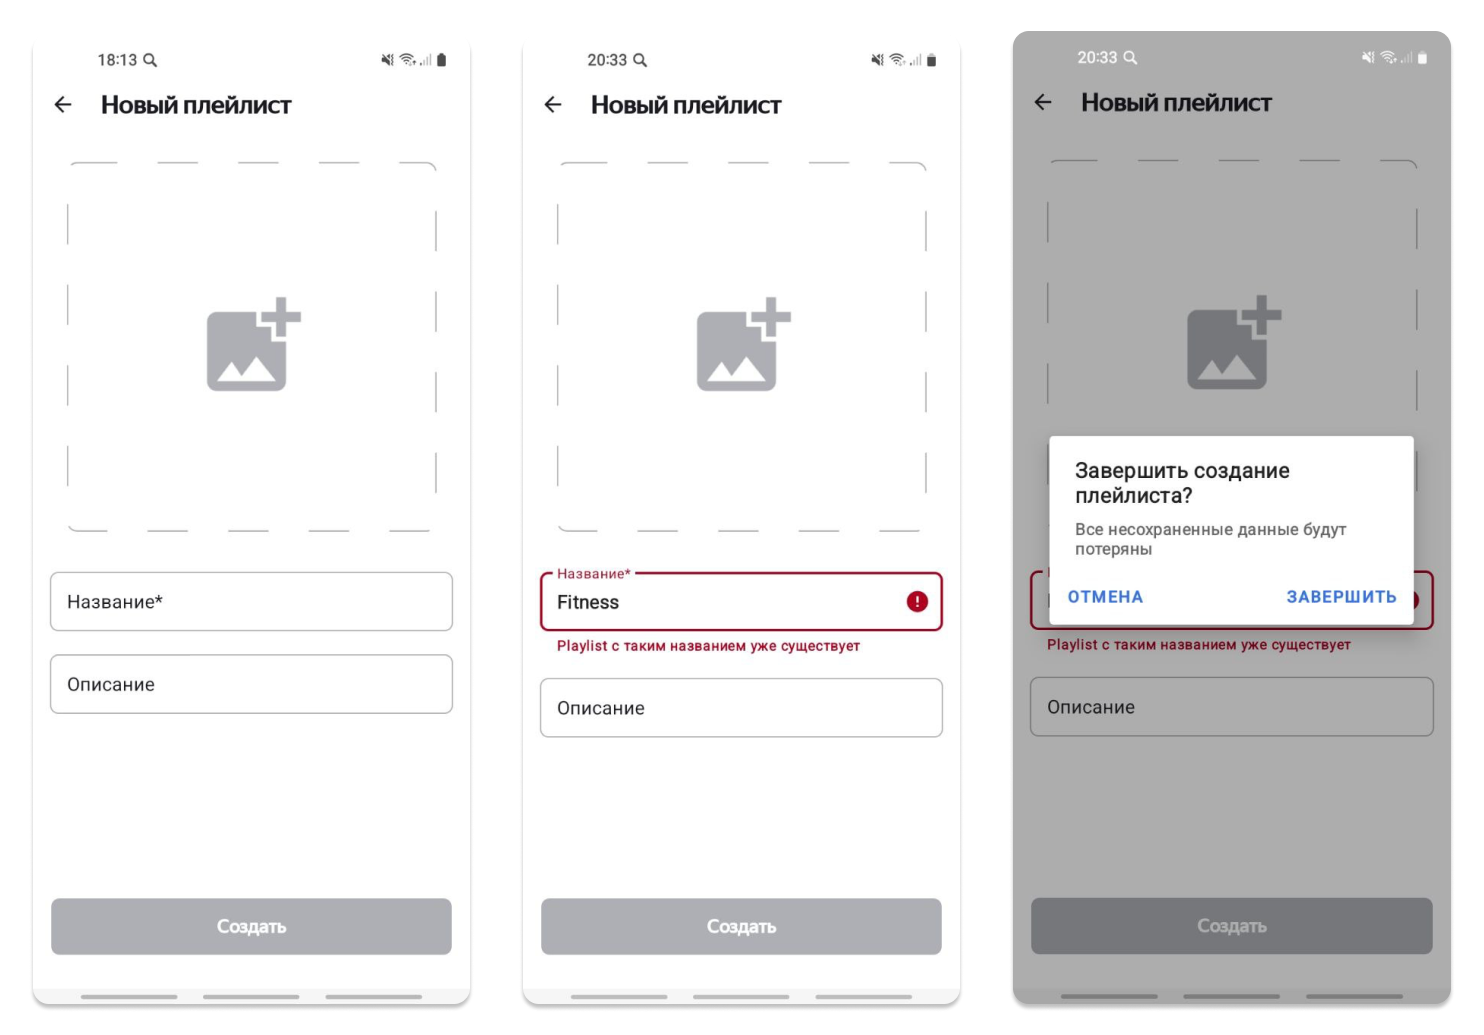 18:13
Новый плейлист
Название*
Описание
Создать
20:33
Новый плейлист
Название*
Fitness
Playlist с таким названием уже существует
Описание
Создать
20:33
Новый плейлист
Завершить создание
плейлиста?
Все несохраненные данные будут
потеряны
ОТМЕНА
ЗАВЕРШИТЬ
Playlist с таким названием уже существует
Описание
Создать